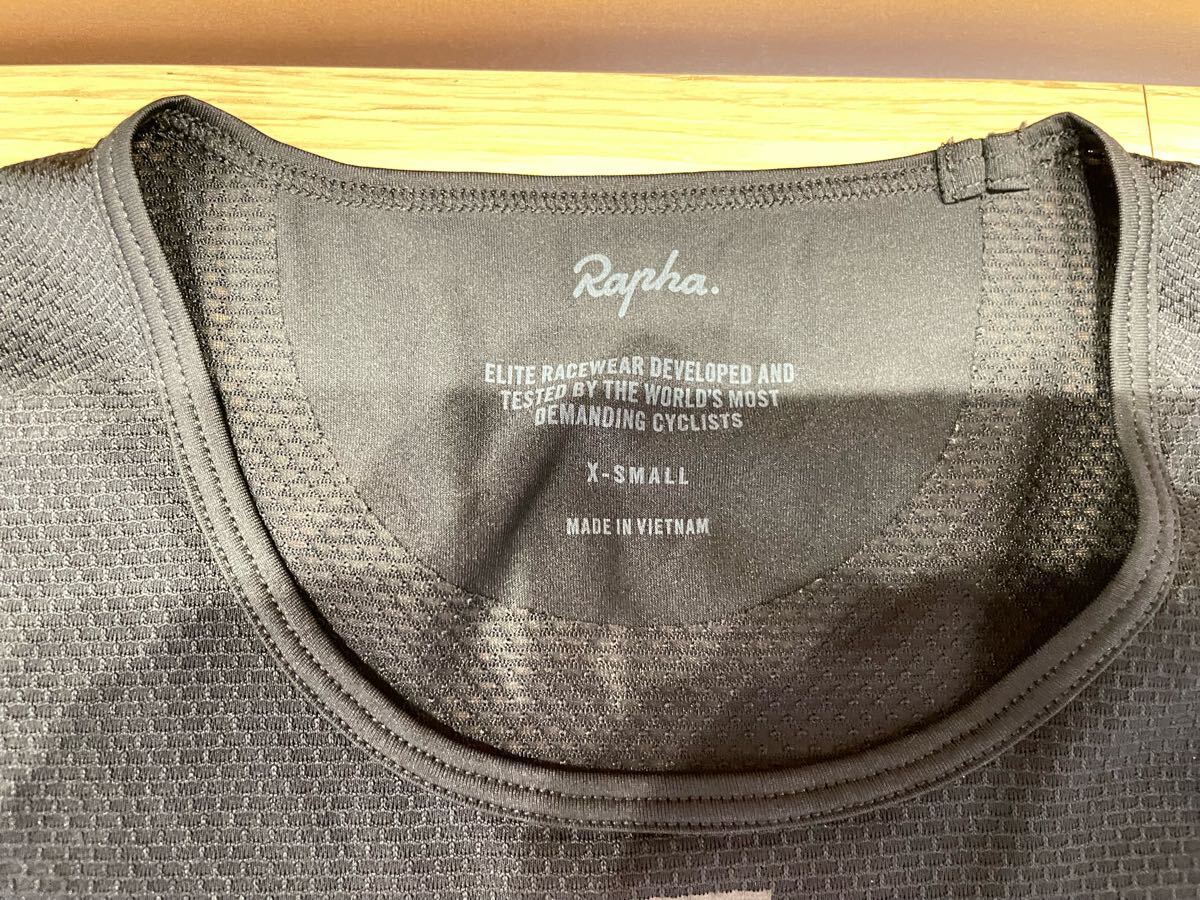 Rapha.
ELITE RACEWEAR DEVELOPED AND
TESTED BY THE WORLD'S MOST
DEMANDING CYCLISTS
X-SMALL
MADE IN VIETNAM